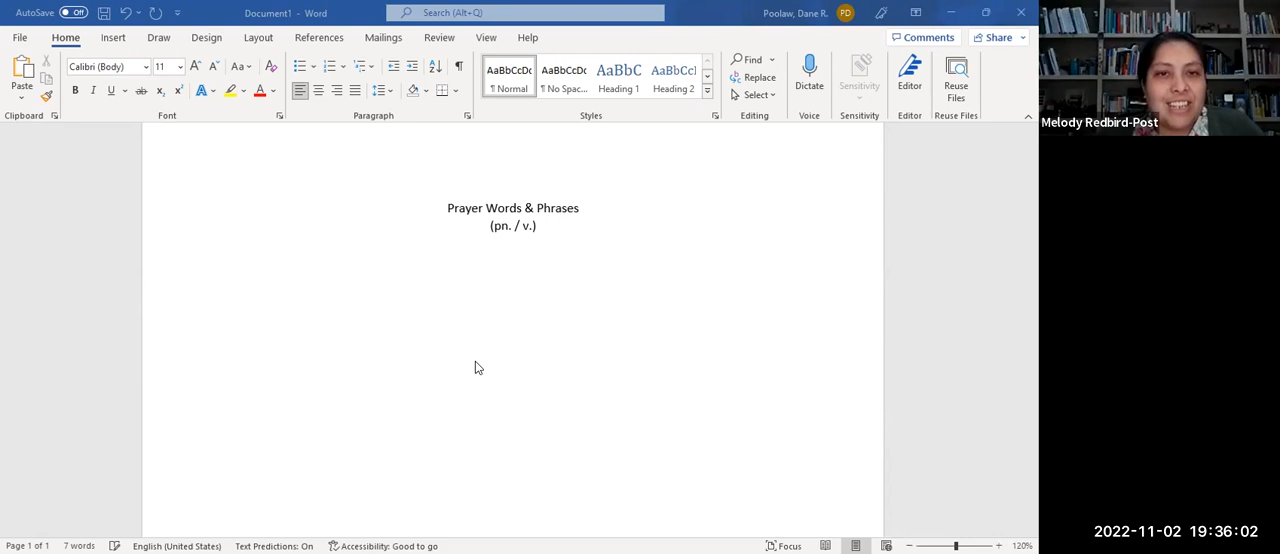 AutoSave Off Document1 - Word Search (Alt+Q) Poolaw, Dane R. PD
File Home Insert Draw Design Layout References Mailings Review View Help Comments Share
Paste
Calibri (Body) 11
Clipboard Font Paragraph Styles Editing Voice Sensitivity Editor Reuse Files
AaBbCcDc AaBbCcDc AaBbC AaBbCcI
¶ Normal ¶ No Spac... Heading 1 Heading 2
Find
Replace
Select
Dictate
Sensitivity
Editor
Reuse
Files
Melody Redbird-Post
Prayer Words & Phrases
(pn. / v.)
2022-11-02 19:36:02
Page 1 of 1 7 words English (United States) Text Predictions: On Accessibility: Good to go Focus 120%